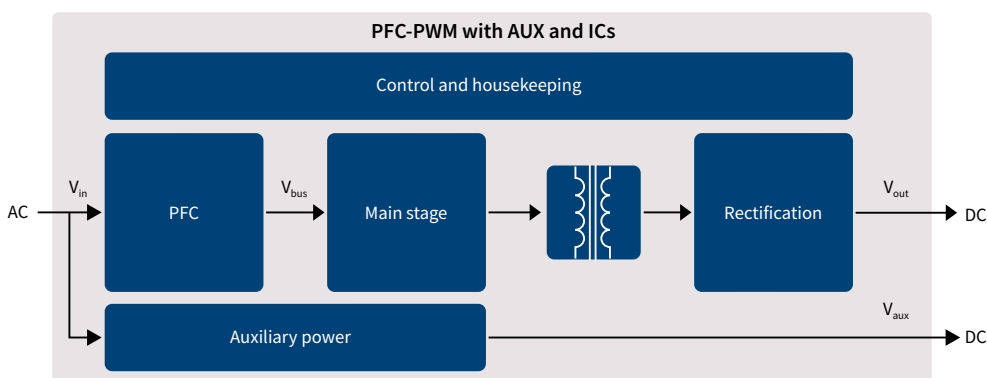 PFC-PWM with AUX and ICs
Control and housekeeping
AC
Vin
PFC
Vbus
Main stage
Rectification
Vout
DC
Auxiliary power
Vaux
DC